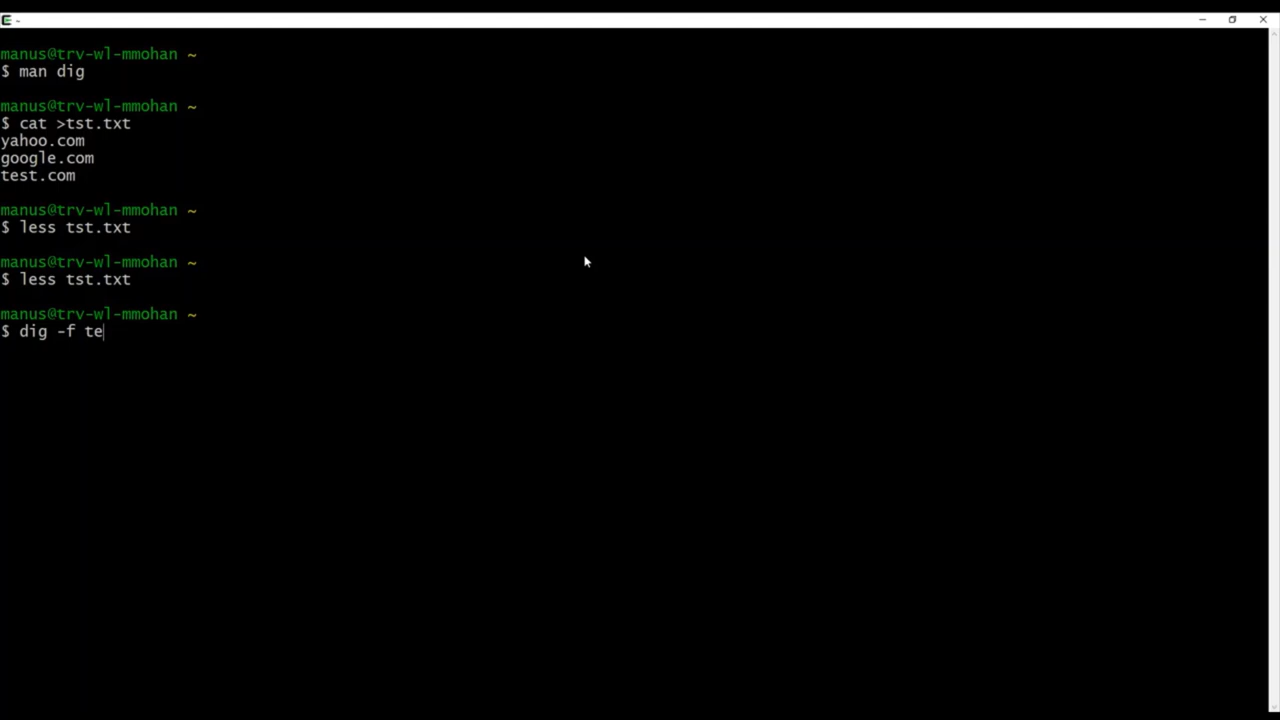 manus@trv-wl-mmohan ~
$ man dig
manus@trv-wl-mmohan ~
$ cat >tst.txt
yahoo.com
google.com
test.com
manus@trv-wl-mmohan ~
$ less tst.txt
manus@trv-wl-mmohan ~
$ less tst.txt
manus@trv-wl-mmohan ~
$ dig -f te